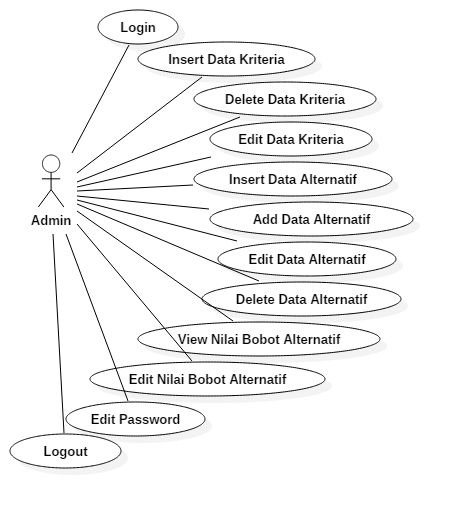 Login
Insert Data Kriteria
Delete Data Kriteria
Edit Data Kriteria
Insert Data Alternatif
Admin
Add Data Alternatif
Edit Data Alternatif
Delete Data Alternatif
View Nilai Bobot Alternatif
Edit Nilai Bobot Alternatif
Edit Password
Logout